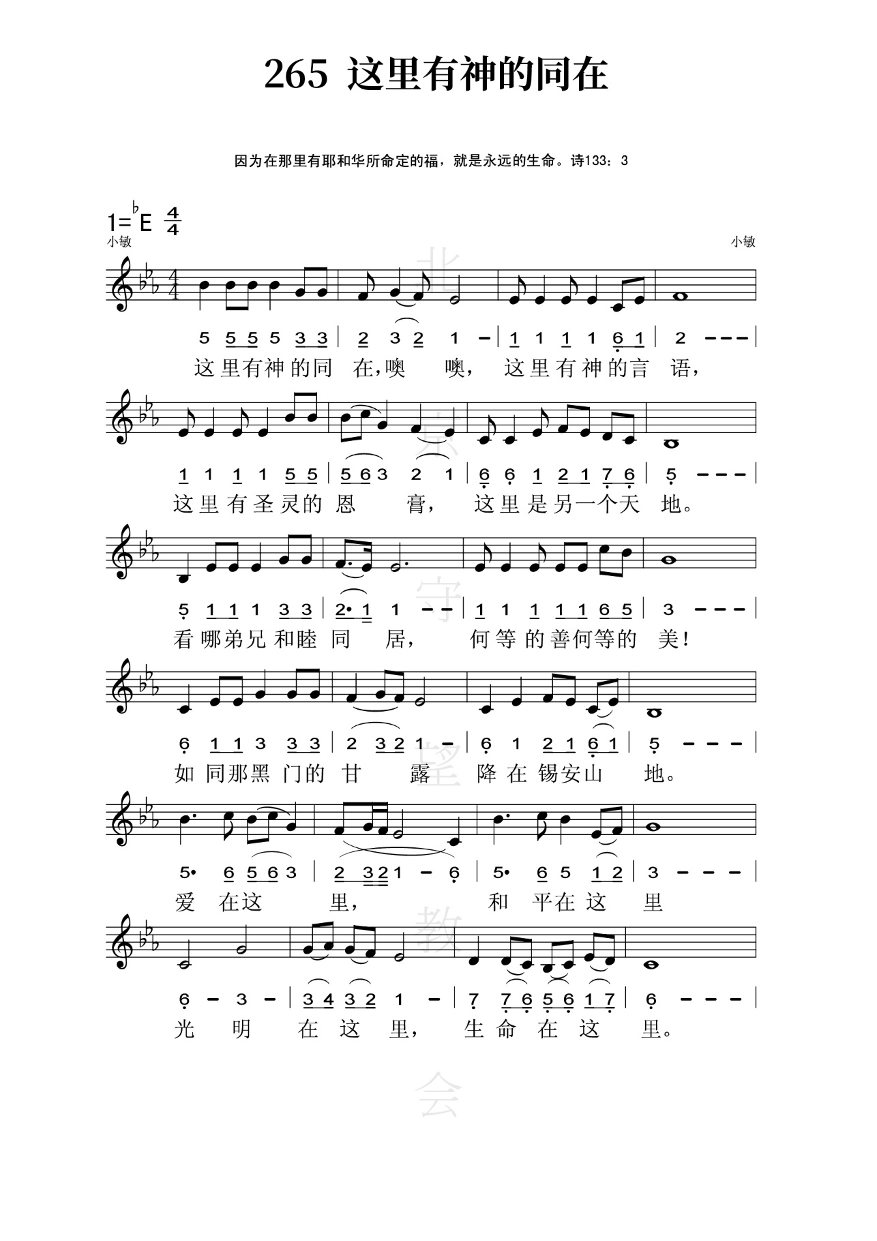 265 这里有神的同在
因为在那里有耶和华所命定的福，就是永远的生命。诗133：3
1=♭E 4/4
小敏 小敏
5 5 5 5 3 3 | 2 3 2 1 - | 1 1 1 1 6 1 | 2 - - - |
这里有神的同在，噢噢，这里有神的言语，
1 1 1 1 5 5 | 5 6 3 2 1 | 6 6 1 2 1 7 6 | 5 - - - |
这里有圣灵的恩膏，这里是另一个天地。
5 1 1 1 3 3 | 2• 1 1 - - | 1 1 1 1 1 6 5 | 3 - - - |
看哪弟兄和睦同居，何等的善何等的美！
6 1 1 3 3 3 | 2 3 2 1 - | 6 1 2 1 6 1 | 5 - - - |
如同那黑门的甘露降在锡安山地。
5• 6 5 6 3 | 2 3 2 1 - 6 | 5• 6 5 1 2 | 3 - - - |
爱在这里，和平在这里
6 - 3 - | 3 4 3 2 1 - | 7 7 6 5 6 1 7 | 6 - - - |
光明在这里，生命在这里。
北京守望教会